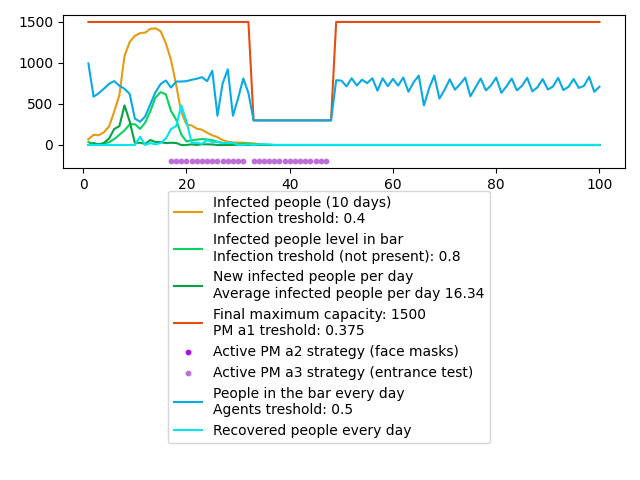 1500
1000
500
0
0 20 40 60 80 100
Infected people (10 days)
Infection treshold: 0.4
Infected people level in bar
Infection treshold (not present): 0.8
New infected people per day
Average infected people per day 16.34
Final maximum capacity: 1500
PM a1 treshold: 0.375
Active PM a2 strategy (face masks)
Active PM a3 strategy (entrance test)
People in the bar every day
Agents treshold: 0.5
Recovered people every day